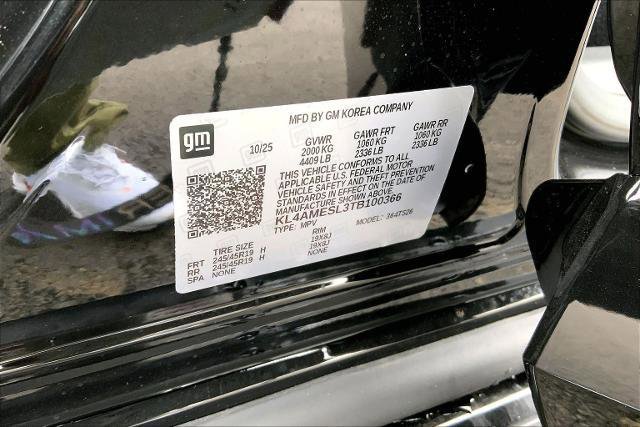 MFD BY GM KOREA COMPANY
gm 10/25 GVWR GAWR FRT GAWR RR
2000 KG 1060 KG 1060 KG
4409 LB 2336 LB 2336 LB
THIS VEHICLE CONFORMS TO ALL
APPLICABLE U.S. FEDERAL MOTOR
VEHICLE SAFETY AND THEFT PREVENTION
STANDARDS IN EFFECT ON THE DATE OF
MANUFACTURE SHOWN ABOVE.
KL4AMESL3TB100366
TYPE: MPV MODEL: 364TS26
TIRE SIZE RIM
FRT 245/45R19 H 19X8J
RR 245/45R19 H 19X8J
SPA NONE NONE